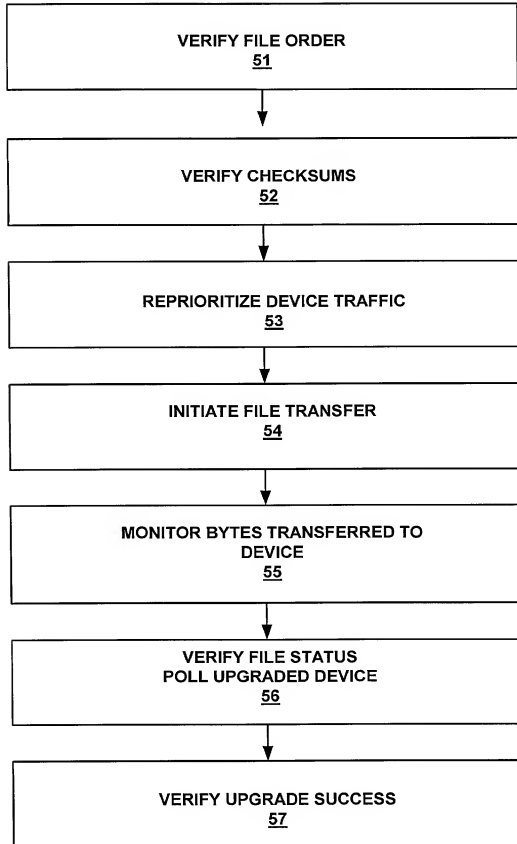 VERIFY FILE ORDER
51
VERIFY CHECKSUMS
52
REPRIORITIZE DEVICE TRAFFIC
53
INITIATE FILE TRANSFER
54
MONITOR BYTES TRANSFERRED TO
DEVICE
55
VERIFY FILE STATUS
POLL UPGRADED DEVICE
56
VERIFY UPGRADE SUCCESS
57